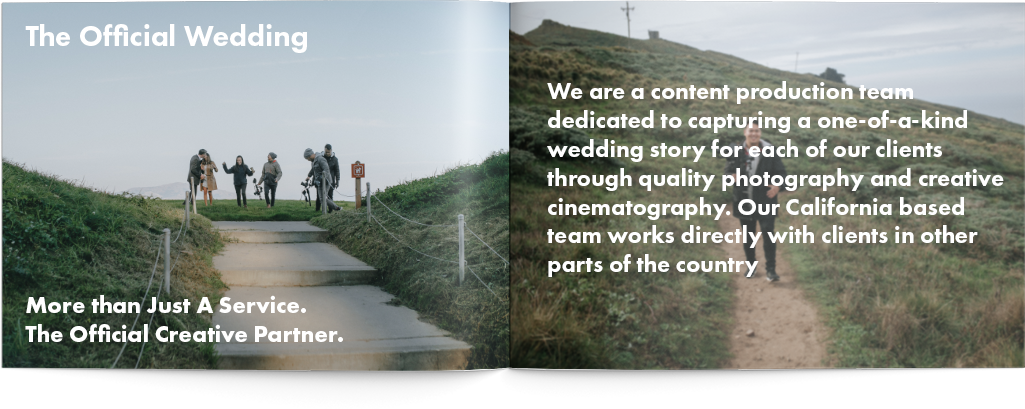 The Official Wedding
More than Just A Service.
The Official Creative Partner.
We are a content production team
dedicated to capturing a one-of-a-kind
wedding story for each of our clients
through quality photography and creative
cinematography. Our California based
team works directly with clients in other
parts of the country